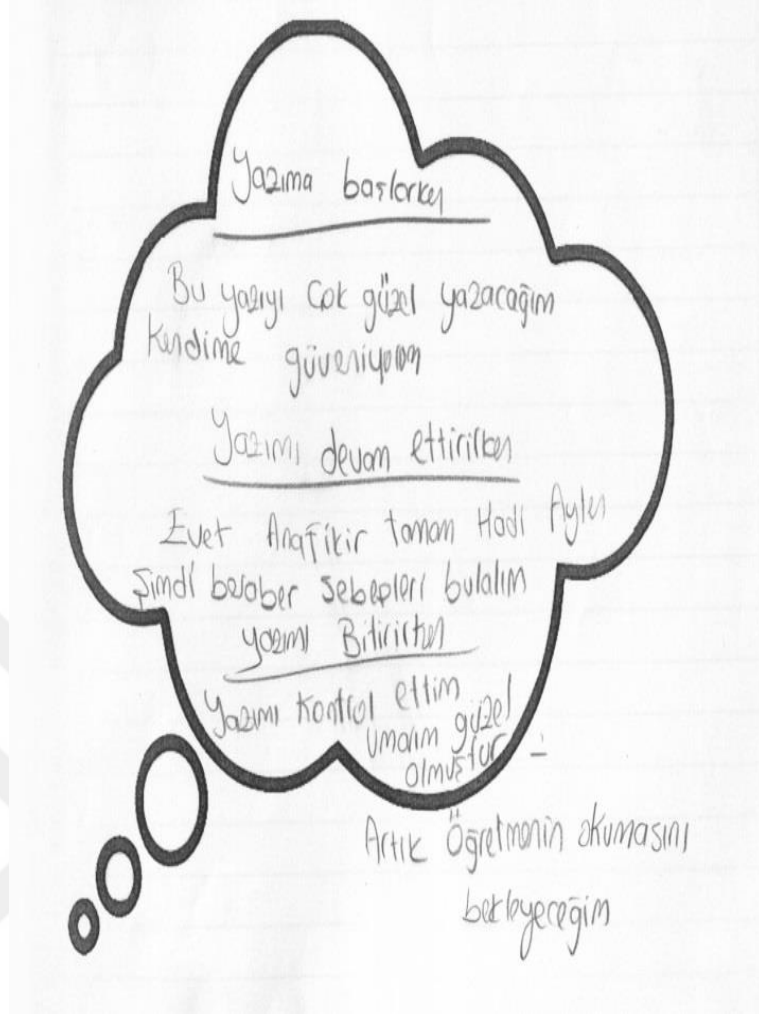 Yazıma başlarken
Bu yazıyı Çok güzel yazacağım
Kendime güveniyorum
Yazımı devam ettirirken
Evet Anafikir tamam Hadi Aylin
Şimdi beraber sebepleri bulalım
yazımı Bitirirken
Yazımı Kontrol ettim
Umarım güzel
olmuştur
Artık Öğretmenin okumasını
bekleyeceğim